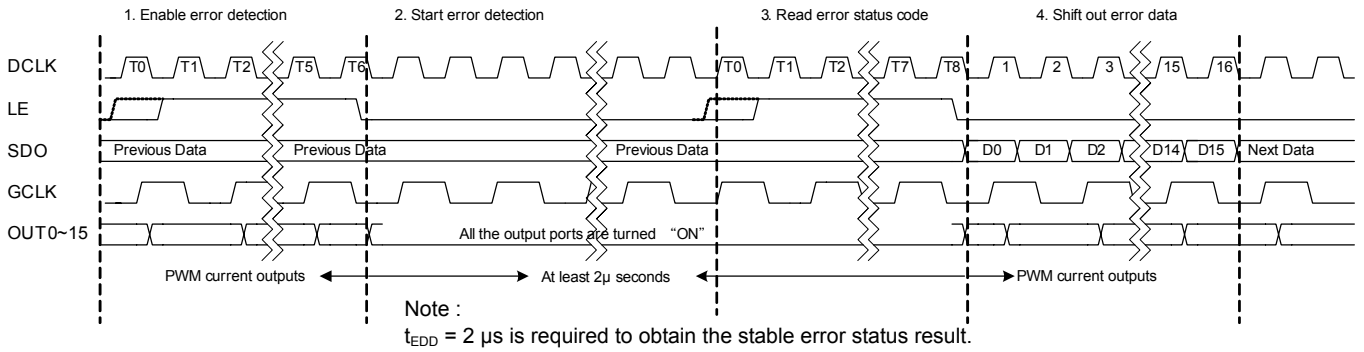 1. Enable error detection 2. Start error detection 3. Read error status code 4. Shift out error data
DCLK T0 T1 T2 T5 T6 T0 T1 T2 T7 T8 1 2 3 15 16
LE
SDO Previous Data Previous Data Previous Data D0 D1 D2 D14 D15 Next Data
GCLK
OUT0~15 All the output ports are turned “ON”
PWM current outputs At least 2μ seconds PWM current outputs
Note :
tEDD = 2 μs is required to obtain the stable error status result.